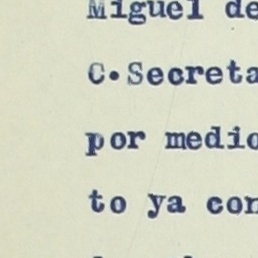 Miguel de
C.Secreta
por medio
to ya con